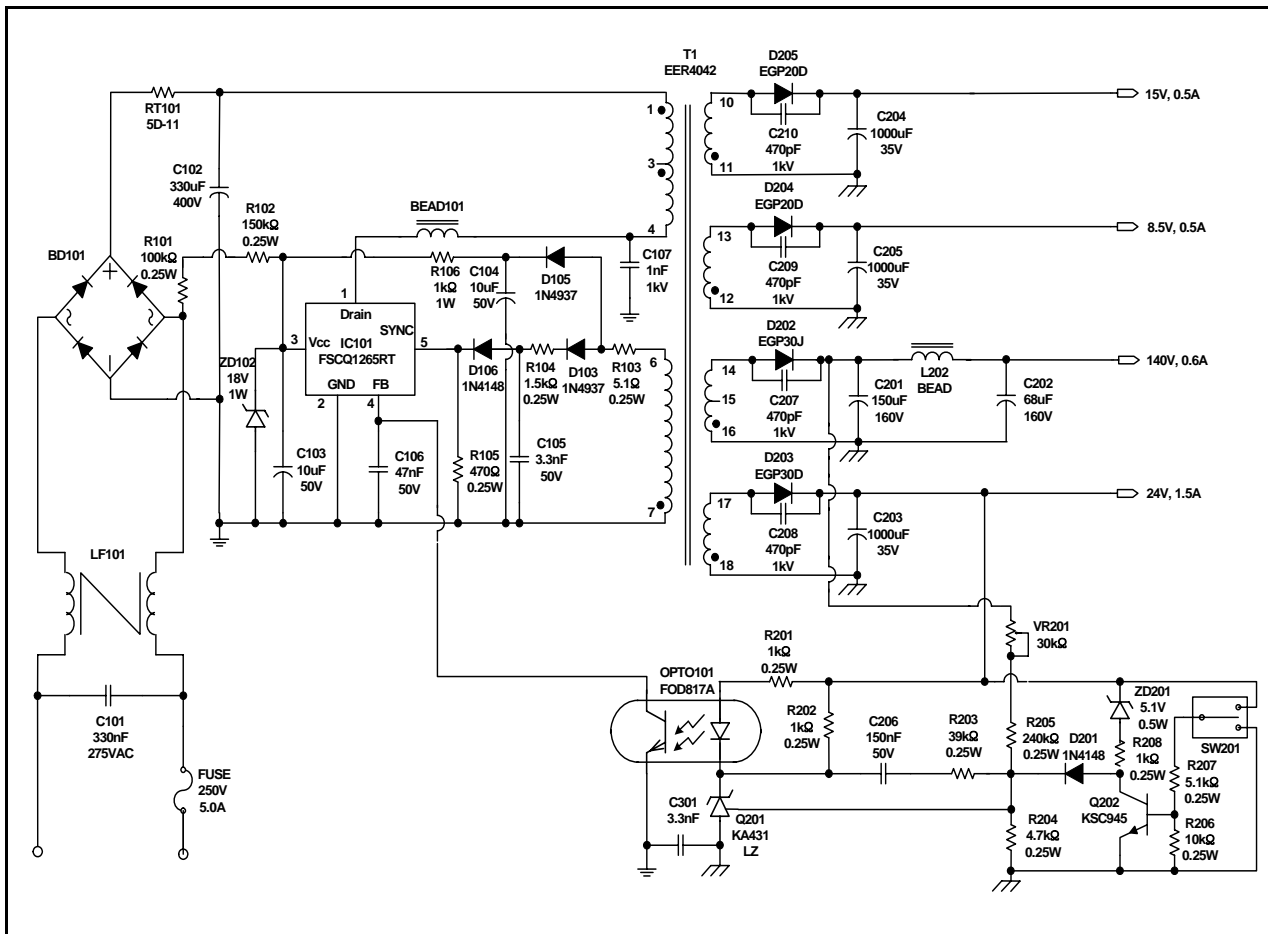 T1
EER4042
D205
EGP20D
RT101
5D-11
1
3
4
10
11
C210
470pF
1kV
C204
1000uF
35V
15V, 0.5A
C102
330uF
400V
BEAD101
D204
EGP20D
13
12
C209
470pF
1kV
C205
1000uF
35V
8.5V, 0.5A
R102
150kΩ
0.25W
R101
100kΩ
0.25W
BD101
R106
1kΩ
1W
C104
10uF
50V
D105
1N4937
C107
1nF
1kV
1
Drain
SYNC
3
Vcc
IC101
FSCQ1265RT
5
GND
FB
2
4
ZD102
18V
1W
D106
1N4148
R104
1.5kΩ
0.25W
D103
1N4937
R103
5.1Ω
0.25W
6
7
D202
EGP30J
14
15
16
C207
470pF
1kV
C201
150uF
160V
L202
BEAD
C202
68uF
160V
140V, 0.6A
C103
10uF
50V
C106
47nF
50V
R105
470Ω
0.25W
C105
3.3nF
50V
D203
EGP30D
17
18
C208
470pF
1kV
C203
1000uF
35V
24V, 1.5A
LF101
C101
330nF
275VAC
FUSE
250V
5.0A
VR201
30kΩ
OPTO101
FOD817A
R201
1kΩ
0.25W
R202
1kΩ
0.25W
C206
150nF
50V
R203
39kΩ
0.25W
R205
240kΩ
0.25W
D201
1N4148
ZD201
5.1V
0.5W
R208
1kΩ
0.25W
SW201
R207
5.1kΩ
0.25W
C301
3.3nF
Q201
KA431
LZ
R204
4.7kΩ
0.25W
Q202
KSC945
R206
10kΩ
0.25W